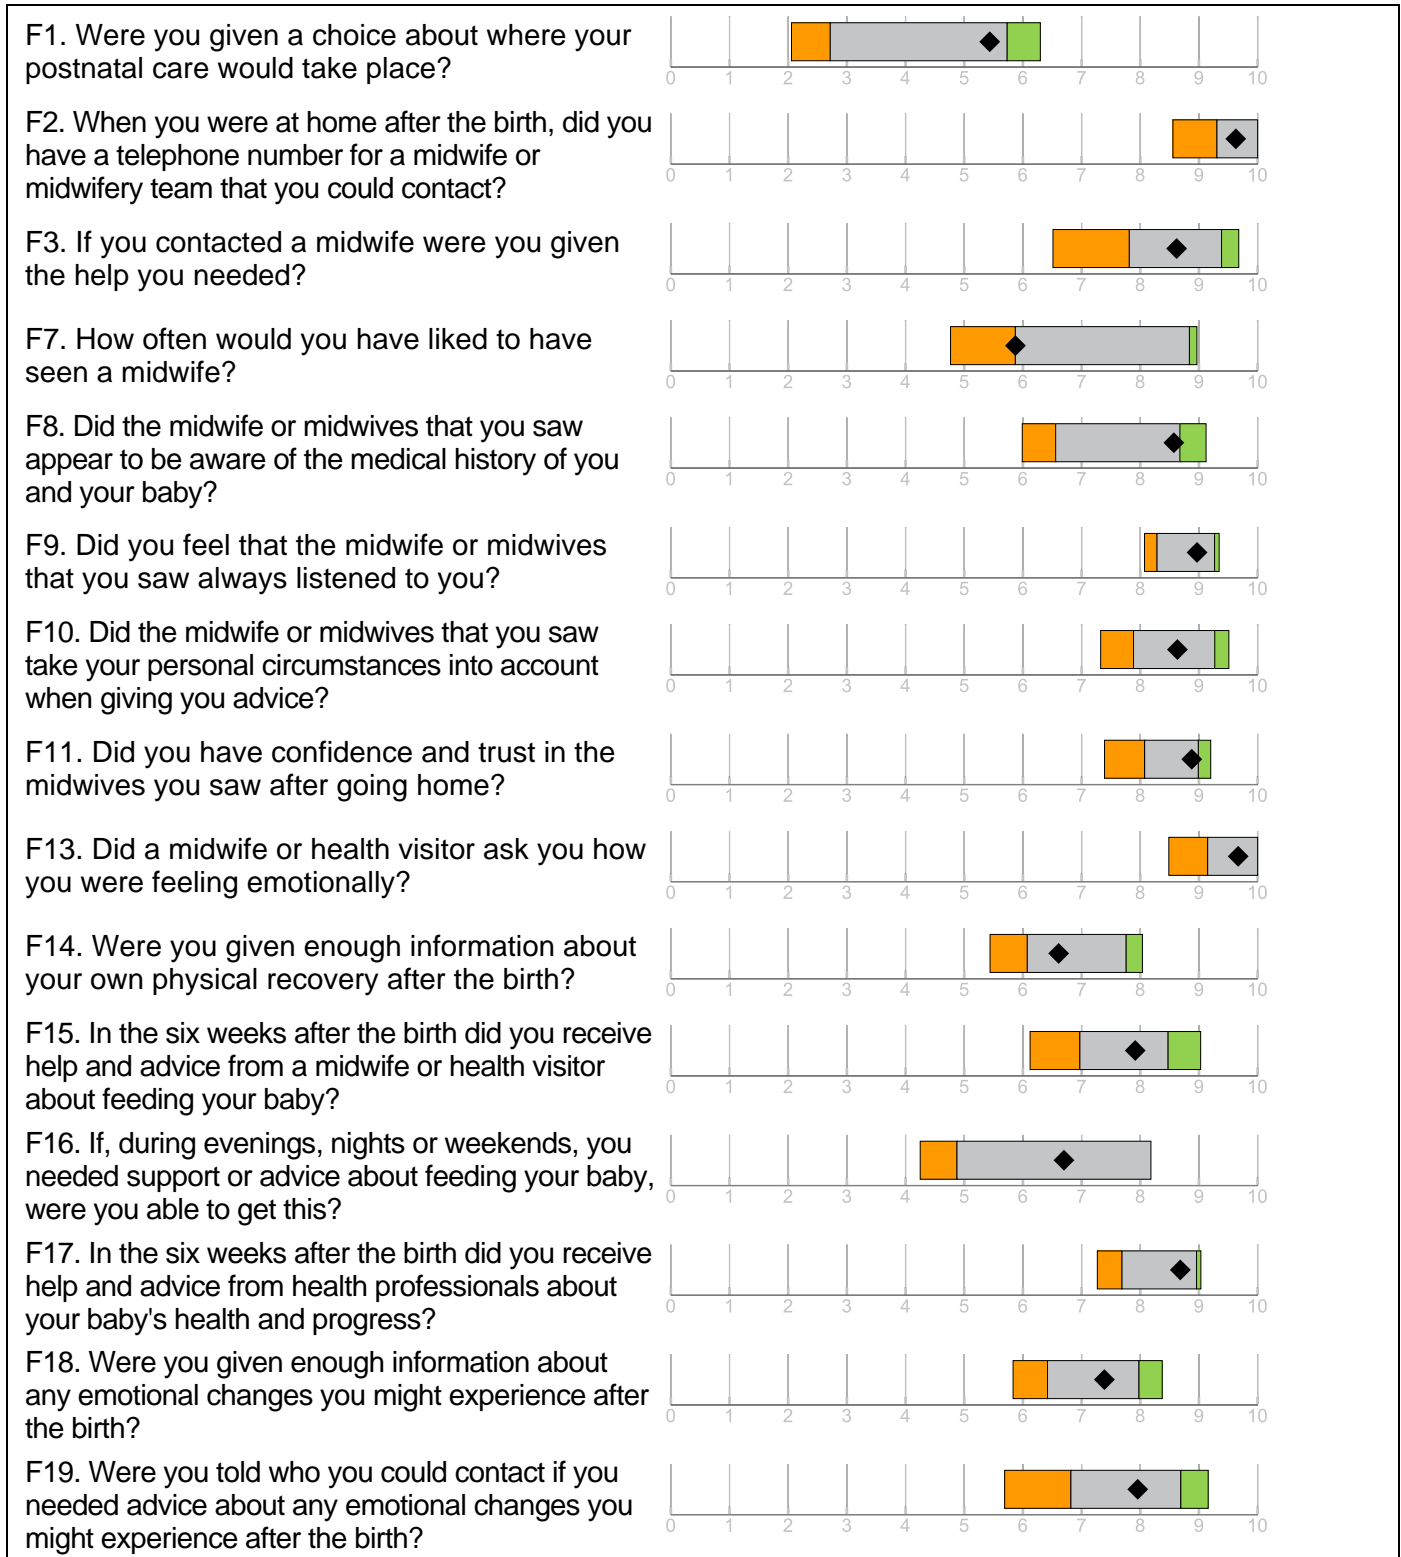 F1. Were you given a choice about where your
postnatal care would take place?
0 1 2 3 4 5 6 7 8 9 10
F2. When you were at home after the birth, did you
have a telephone number for a midwife or
midwifery team that you could contact?
0 1 2 3 4 5 6 7 8 9 10
F3. If you contacted a midwife were you given
the help you needed?
0 1 2 3 4 5 6 7 8 9 10
F7. How often would you have liked to have
seen a midwife?
0 1 2 3 4 5 6 7 8 9 10
F8. Did the midwife or midwives that you saw
appear to be aware of the medical history of you
and your baby?
0 1 2 3 4 5 6 7 8 9 10
F9. Did you feel that the midwife or midwives
that you saw always listened to you?
0 1 2 3 4 5 6 7 8 9 10
F10. Did the midwife or midwives that you saw
take your personal circumstances into account
when giving you advice?
0 1 2 3 4 5 6 7 8 9 10
F11. Did you have confidence and trust in the
midwives you saw after going home?
0 1 2 3 4 5 6 7 8 9 10
F13. Did a midwife or health visitor ask you how
you were feeling emotionally?
0 1 2 3 4 5 6 7 8 9 10
F14. Were you given enough information about
your own physical recovery after the birth?
0 1 2 3 4 5 6 7 8 9 10
F15. In the six weeks after the birth did you receive
help and advice from a midwife or health visitor
about feeding your baby?
0 1 2 3 4 5 6 7 8 9 10
F16. If, during evenings, nights or weekends, you
needed support or advice about feeding your baby,
were you able to get this?
0 1 2 3 4 5 6 7 8 9 10
F17. In the six weeks after the birth did you receive
help and advice from health professionals about
your baby's health and progress?
0 1 2 3 4 5 6 7 8 9 10
F18. Were you given enough information about
any emotional changes you might experience after
the birth?
0 1 2 3 4 5 6 7 8 9 10
F19. Were you told who you could contact if you
needed advice about any emotional changes you
might experience after the birth?
0 1 2 3 4 5 6 7 8 9 10